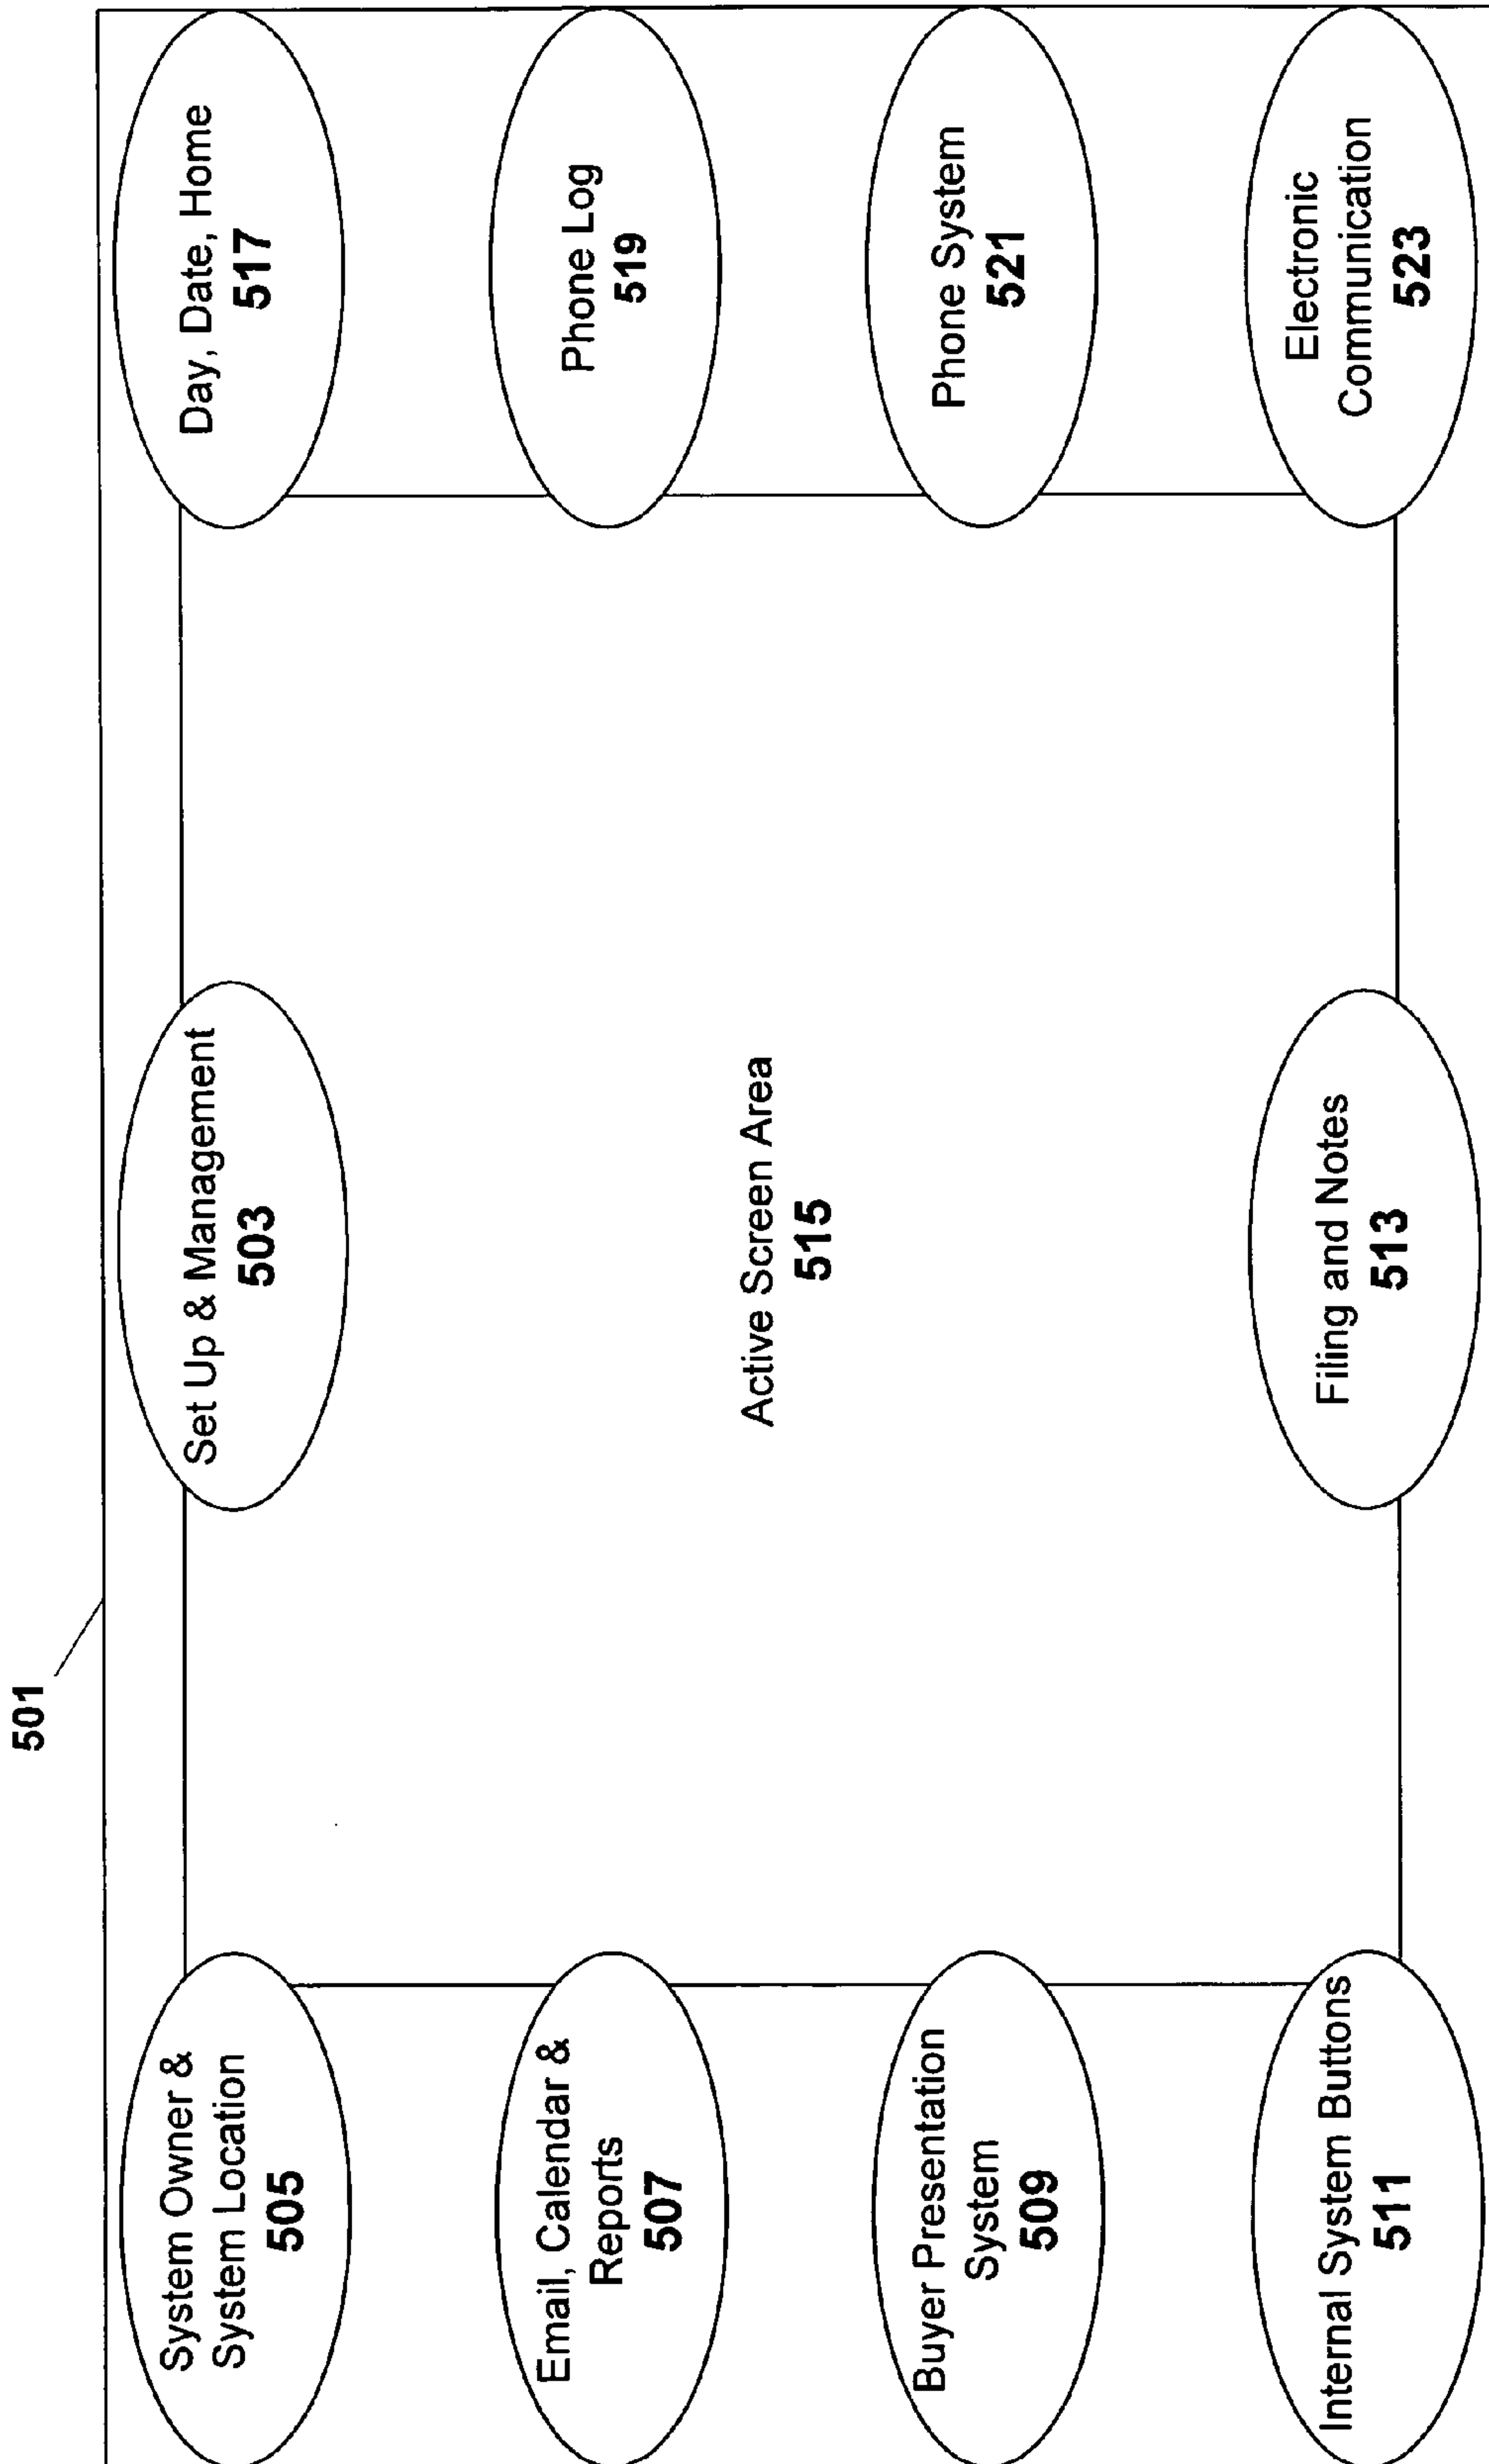 501
System Owner &
System Location
505
Set Up & Management
503
Day, Date, Home
517
Email, Calendar &
Reports
507
Phone Log
519
Active Screen Area
515
Buyer Presentation
System
509
Phone System
521
Internal System Buttons
511
Filing and Notes
513
Electronic
Communication
523